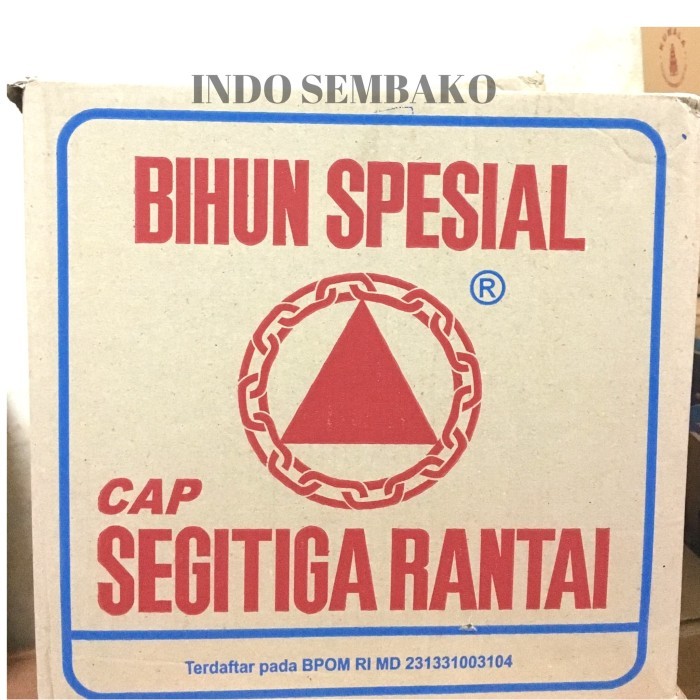 INDO SEMBAKO
BIHUN SPESIAL
®
CAP
SEGITIGA RANTAI
Terdaftar pada BPOM RI MD 231331003104